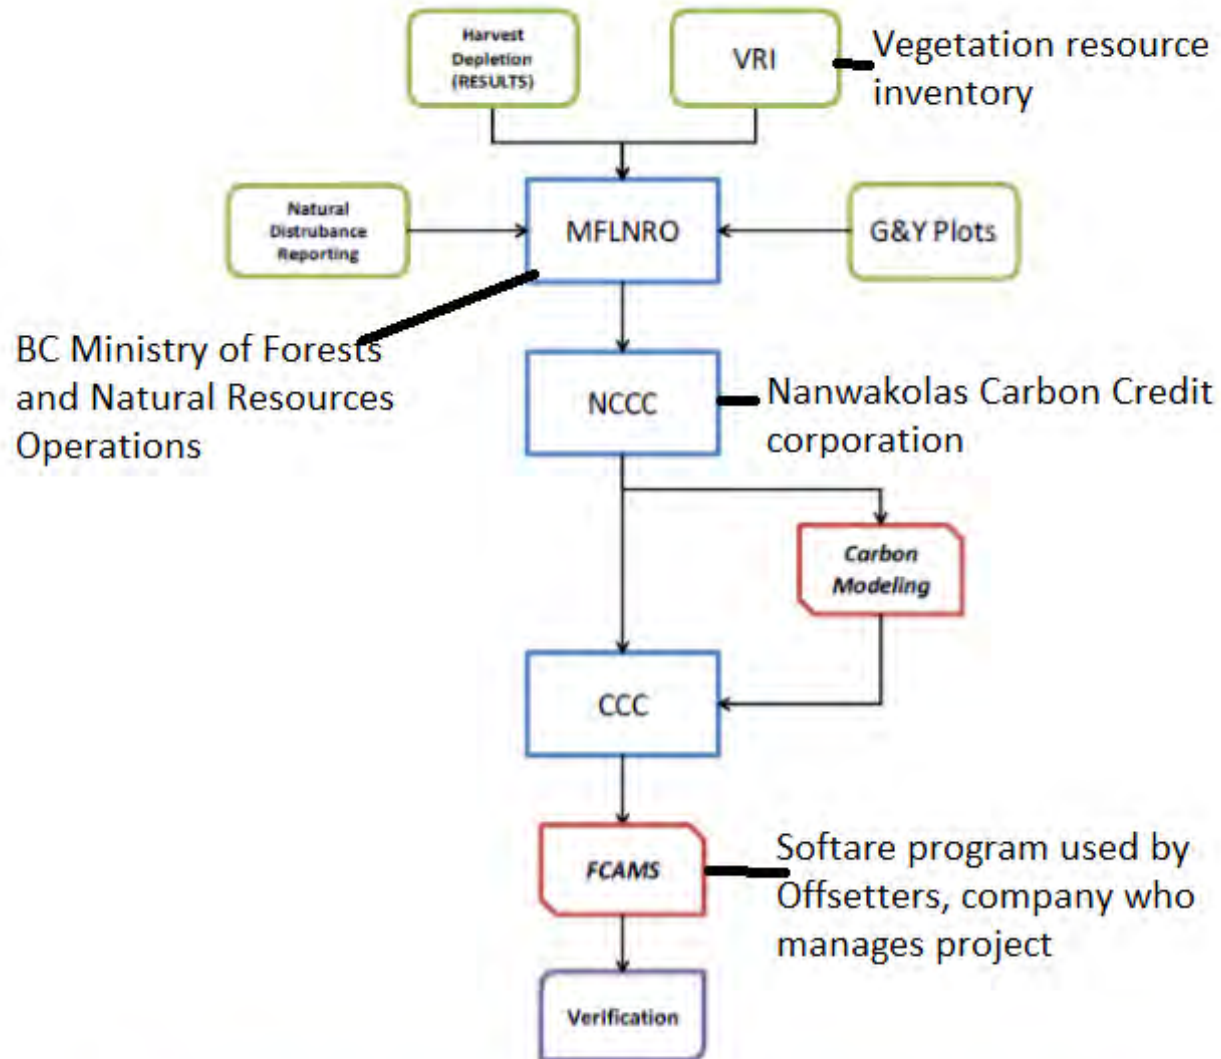 Harvest
Depletion
(RESULTS)
VRI
Vegetation resource
inventory
Natural
Distrubance
Reporting
MFLNRO
G&Y Plots
BC Ministry of Forests
and Natural Resources
Operations
NCCC
Nanwakolas Carbon Credit
corporation
Carbon
Modeling
CCC
FCAMS
Softare program used by
Offsetters, company who
manages project
Verification